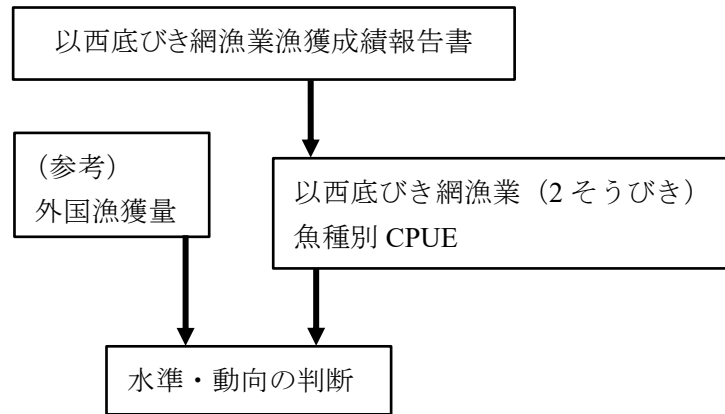 以西底びき網漁業漁獲成績報告書
(参考)
外国漁獲量
以西底びき網漁業（2 そうびき）
魚種別 CPUE
水準・動向の判断